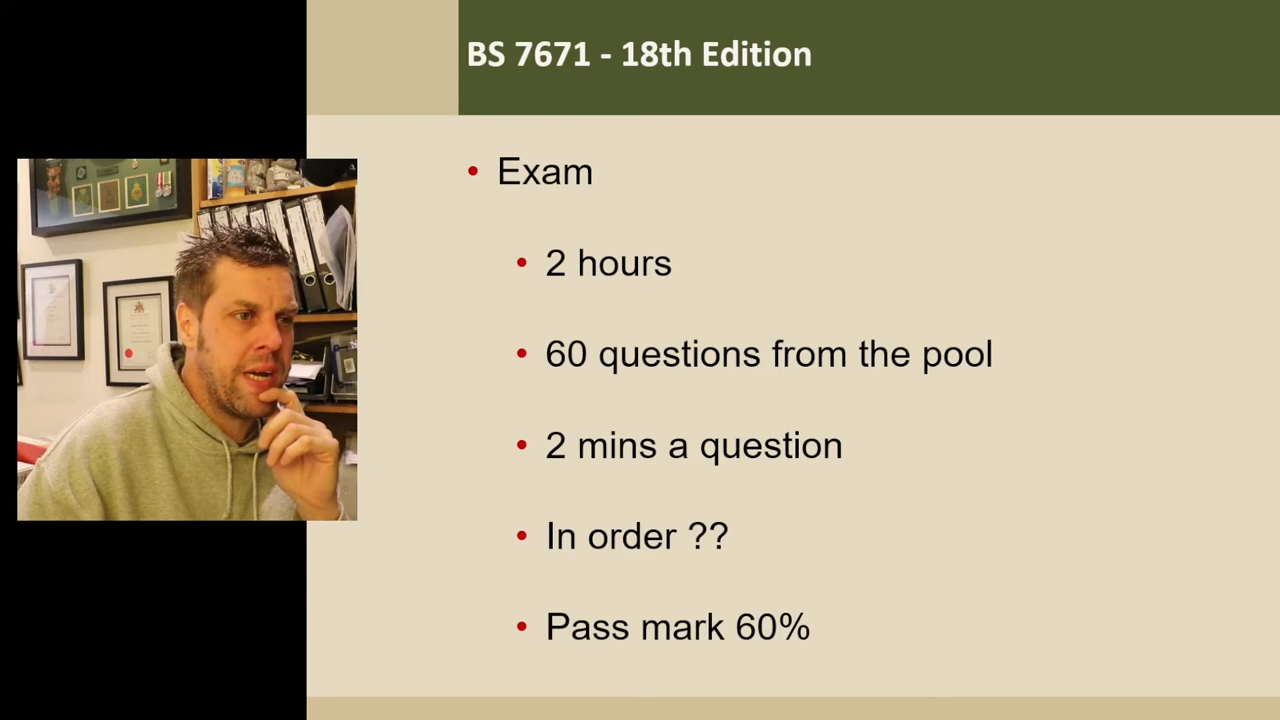 BS 7671 - 18th Edition
• Exam
• 2 hours
• 60 questions from the pool
• 2 mins a question
• In order ??
• Pass mark 60%